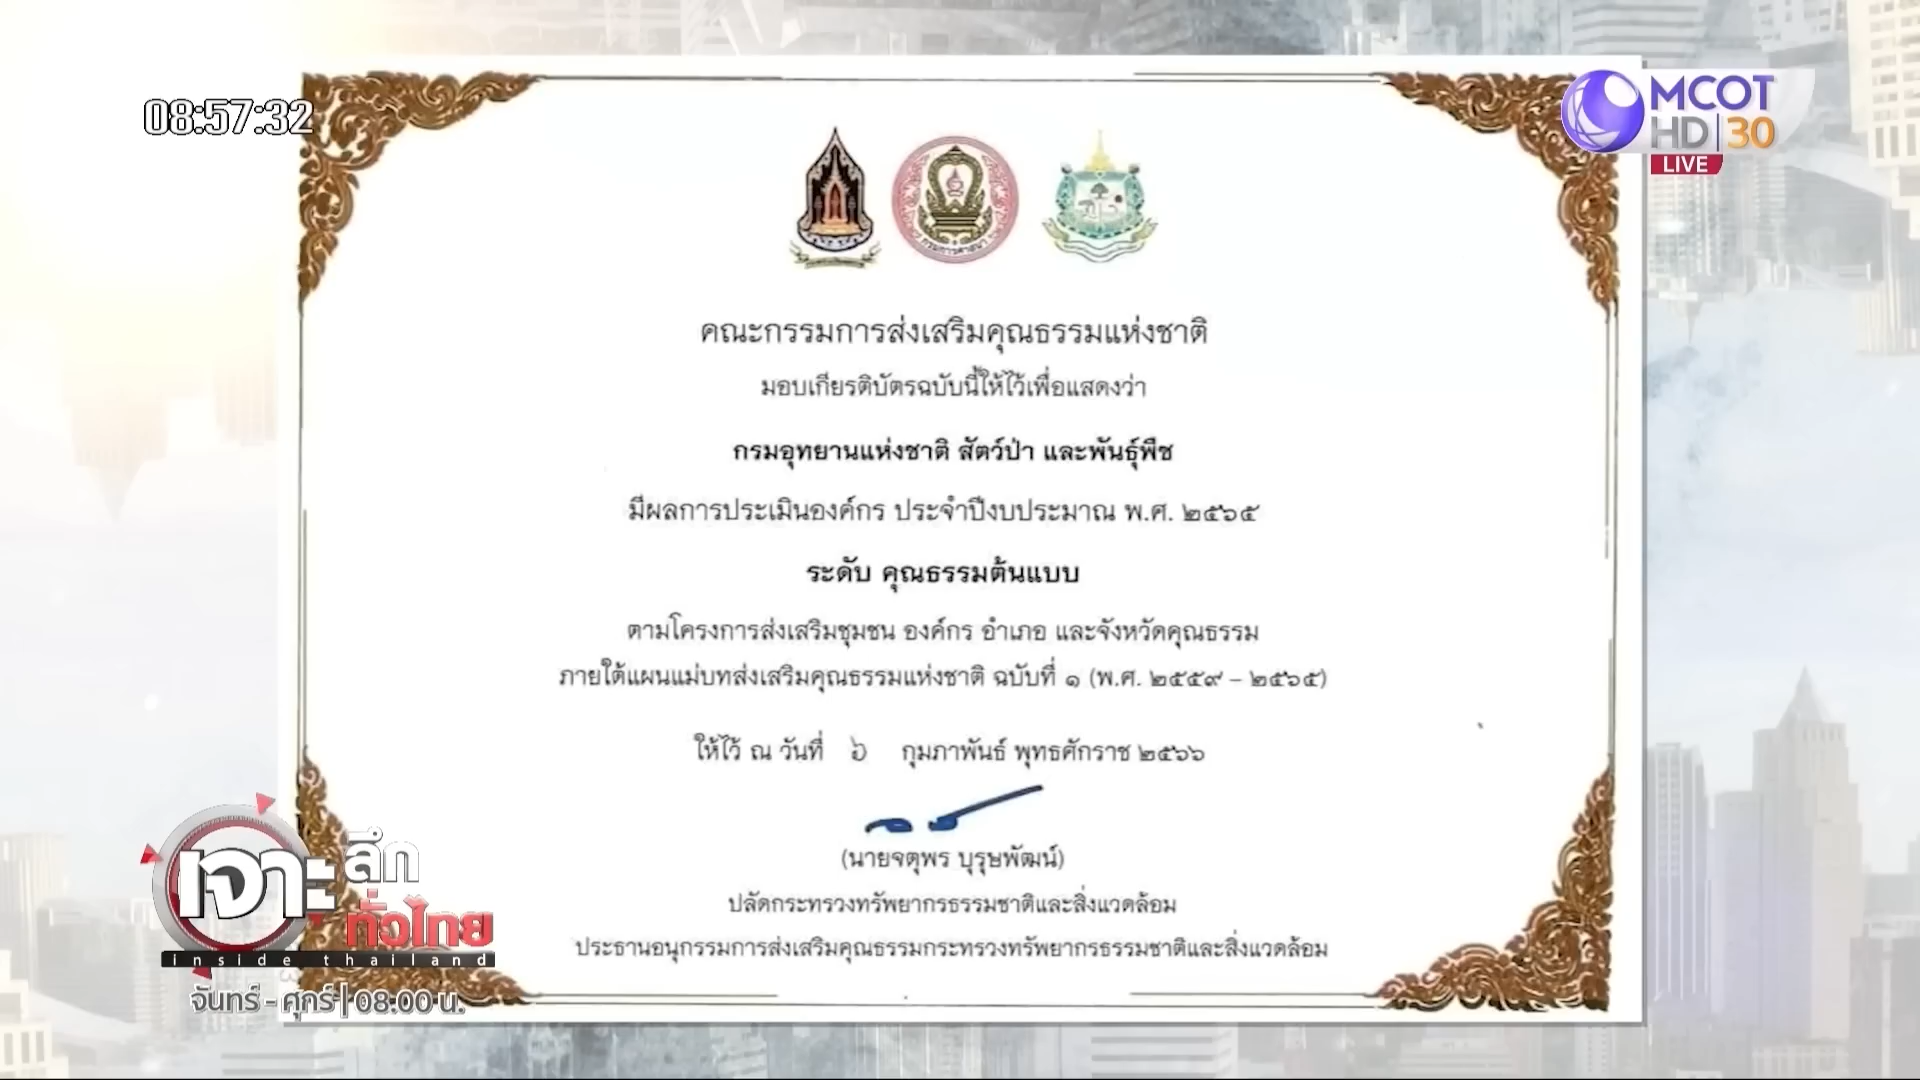 08:57:32
MCOT
HD 30
LIVE
กรมการศาสนา
คณะกรรมการส่งเสริมคุณธรรมแห่งชาติ
มอบเกียรติบัตรฉบับนี้ให้ไว้เพื่อแสดงว่า
กรมอุทยานแห่งชาติ สัตว์ป่า และพันธุ์พืช
มีผลการประเมินองค์กร ประจำปีงบประมาณ พ.ศ. ๒๕๖๕
ระดับ คุณธรรมต้นแบบ
ตามโครงการส่งเสริมชุมชน องค์กร อำเภอ และจังหวัดคุณธรรม
ภายใต้แผนแม่บทส่งเสริมคุณธรรมแห่งชาติ ฉบับที่ ๑ (พ.ศ. ๒๕๕๙ – ๒๕๖๕)
ให้ไว้ ณ วันที่ ๖ กุมภาพันธ์ พุทธศักราช ๒๕๖๖
(นายจตุพร บุรุษพัฒน์)
ปลัดกระทรวงทรัพยากรธรรมชาติและสิ่งแวดล้อม
ประธานอนุกรรมการส่งเสริมคุณธรรมกระทรวงทรัพยากรธรรมชาติและสิ่งแวดล้อม
เจาะลึก
ทั่วไทย
inside thailand
จันทร์ - ศุกร์ | 08.00 น.